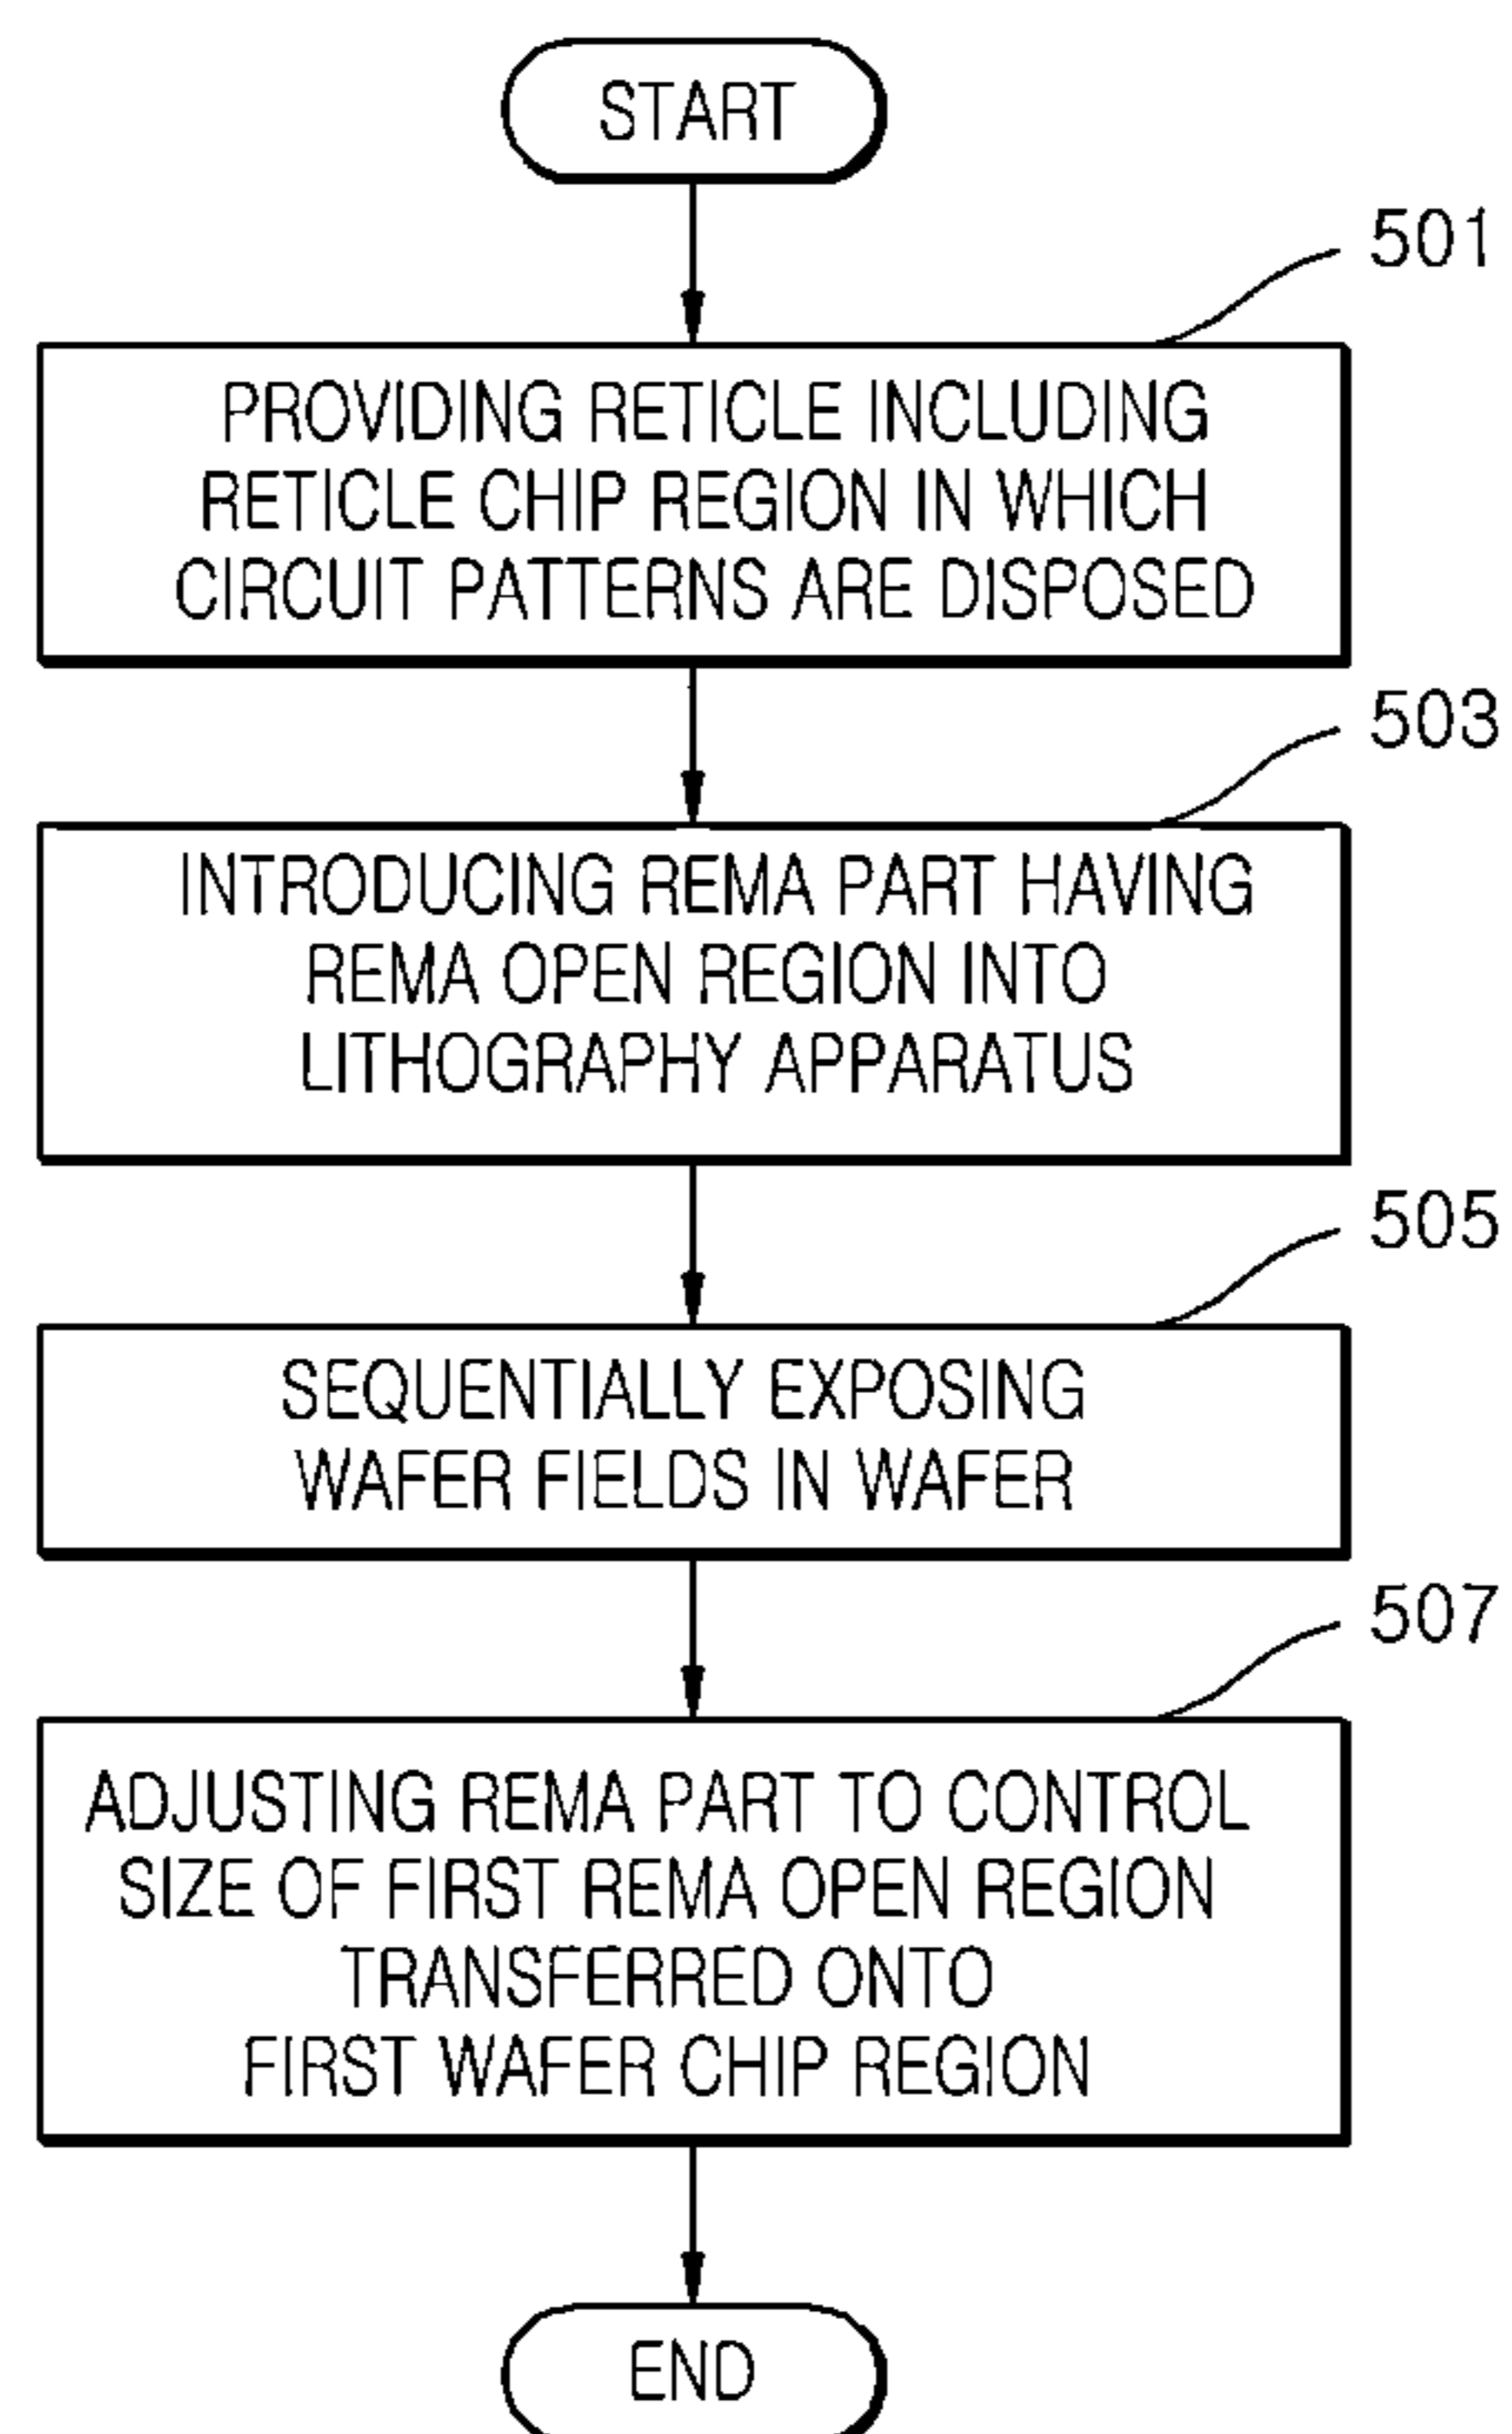 START
501
PROVIDING RETICLE INCLUDING
RETICLE CHIP REGION IN WHICH
CIRCUIT PATTERNS ARE DISPOSED
503
INTRODUCING REMA PART HAVING
REMA OPEN REGION INTO
LITHOGRAPHY APPARATUS
505
SEQUENTIALLY EXPOSING
WAFER FIELDS IN WAFER
507
ADJUSTING REMA PART TO CONTROL
SIZE OF FIRST REMA OPEN REGION
TRANSFERRED ONTO
FIRST WAFER CHIP REGION
END